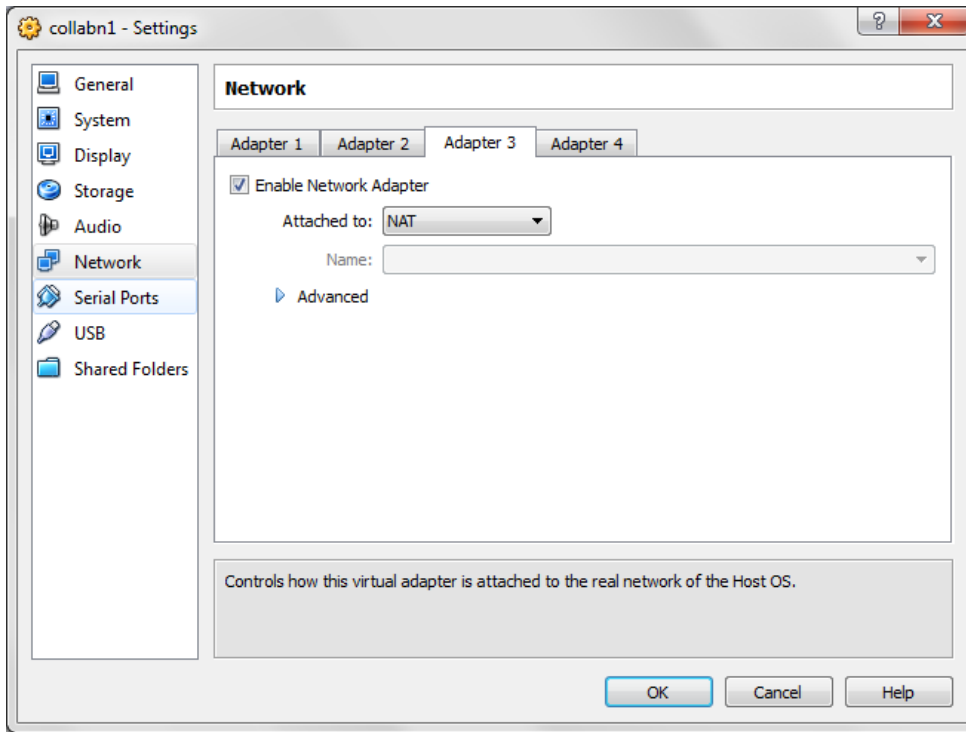 collabn1 - Settings
General
System
Display
Storage
Audio
Network
Serial Ports
USB
Shared Folders
Network
Adapter 1 Adapter 2 Adapter 3 Adapter 4
Enable Network Adapter
Attached to: NAT
Name:
Advanced
Controls how this virtual adapter is attached to the real network of the Host OS.
OK Cancel Help